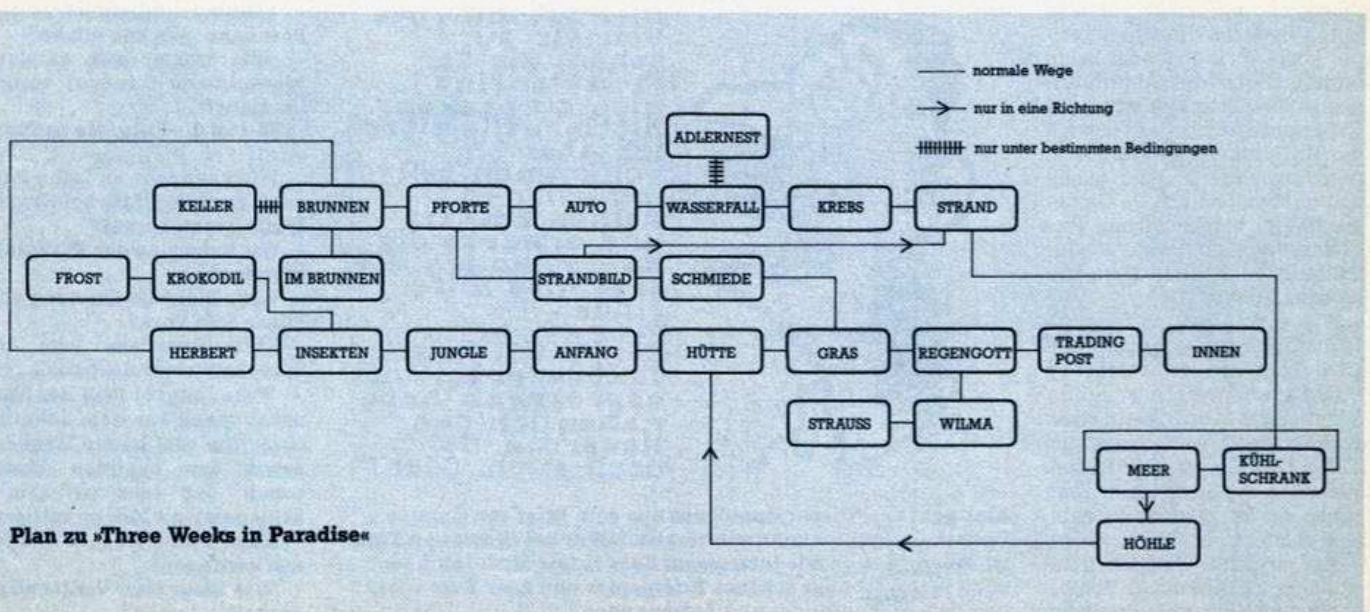 normale Wege
nur in eine Richtung
nur unter bestimmten Bedingungen
ADLERNEST
KELLER
BRUNNEN
PFORTE
AUTO
WASSERFALL
KREBS
STRAND
FROST
KROKODIL
IM BRUNNEN
STRANDBILD
SCHMIEDE
HERBERT
INSEKTEN
JUNGLE
ANFANG
HÜTTE
GRAS
REGENGOTT
TRADING
POST
INNEN
STRAUSS
WILMA
MEER
KÜHL-
SCHRANK
HÖHLE
Plan zu »Three Weeks in Paradise«